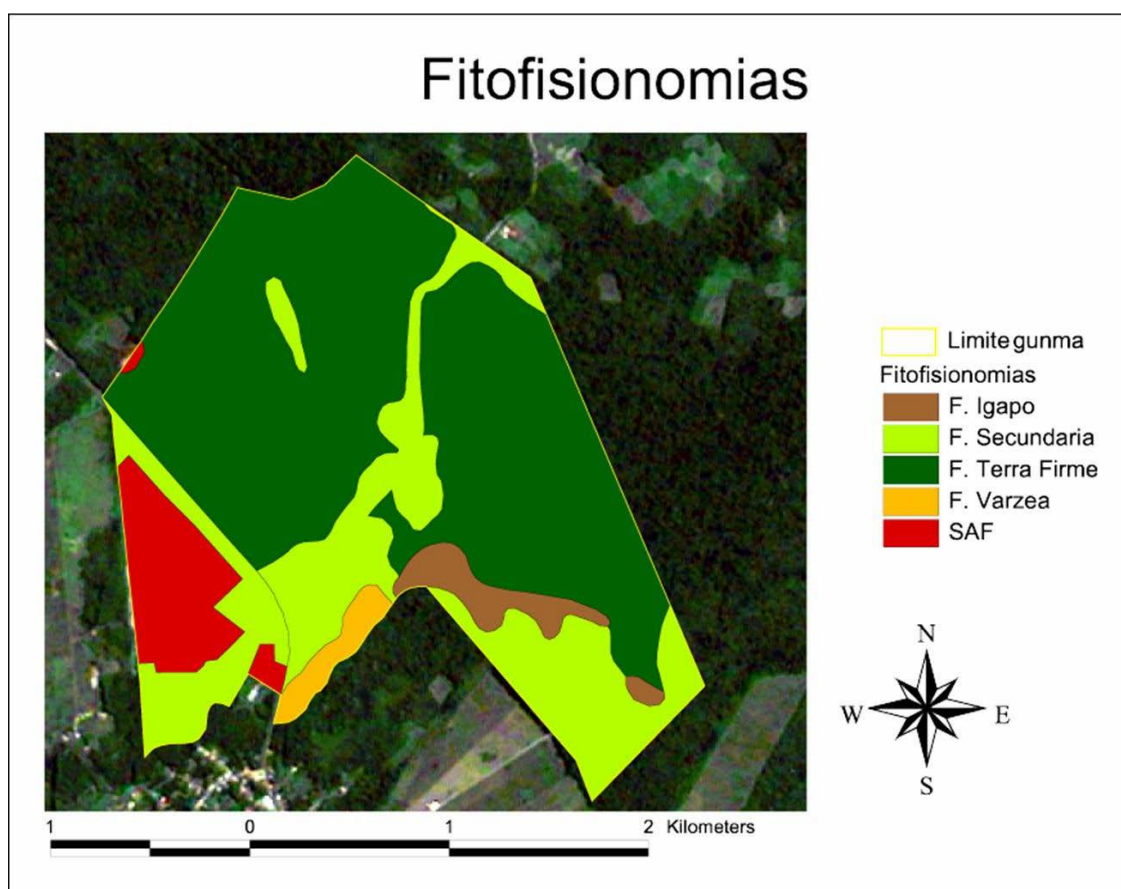 Fitofisionomias
Limite gunma
Fitofisionomias
F. Igapo
F. Secundaria
F. Terra Firme
F. Varzea
SAF
N
W E
S
1 0 1 2 Kilometers